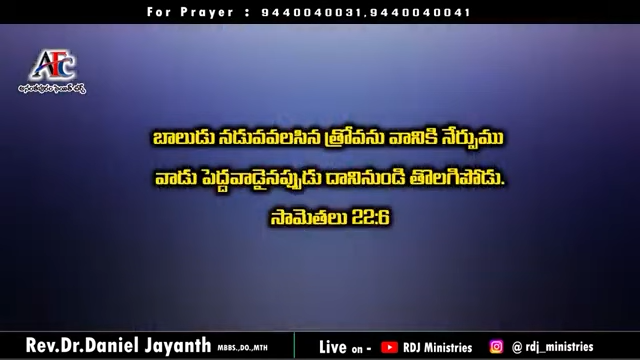 For Prayer : 9440040031,9440040041
AFC
బాలుడు నడువవలసిన త్రోవను వానికి నేర్పుము
వాడు పెద్దవాడైనప్పుడు దానినుండి తొలగిపోడు.
సామెతలు 22:6
Rev.Dr.Daniel Jayanth MBBS.,DO.,MTH
Live on - RDJ Ministries @ rdj_ministries